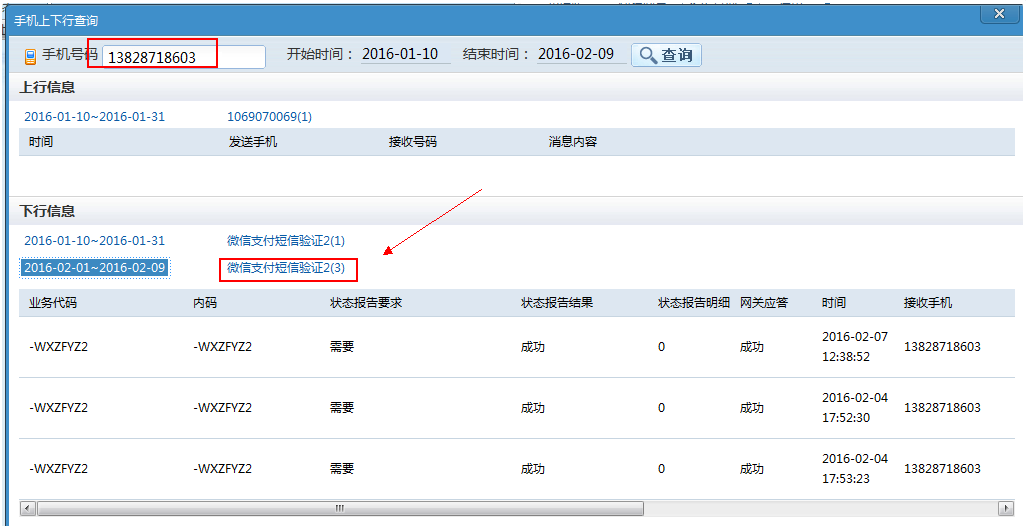 手机上下行查询
手机号码 13828718603 开始时间： 2016-01-10 结束时间： 2016-02-09 查询
上行信息
2016-01-10~2016-01-31 1069070069(1)
时间 发送手机 接收号码 消息内容
下行信息
2016-01-10~2016-01-31 微信支付短信验证2(1)
2016-02-01~2016-02-09 微信支付短信验证2(3)
业务代码 内码 状态报告要求 状态报告结果 状态报告明细 网关应答 时间 接收手机
-WXZFYZ2 -WXZFYZ2 需要 成功 0 成功 2016-02-07 12:38:52 13828718603
-WXZFYZ2 -WXZFYZ2 需要 成功 0 成功 2016-02-04 17:52:30 13828718603
-WXZFYZ2 -WXZFYZ2 需要 成功 0 成功 2016-02-04 17:53:23 13828718603